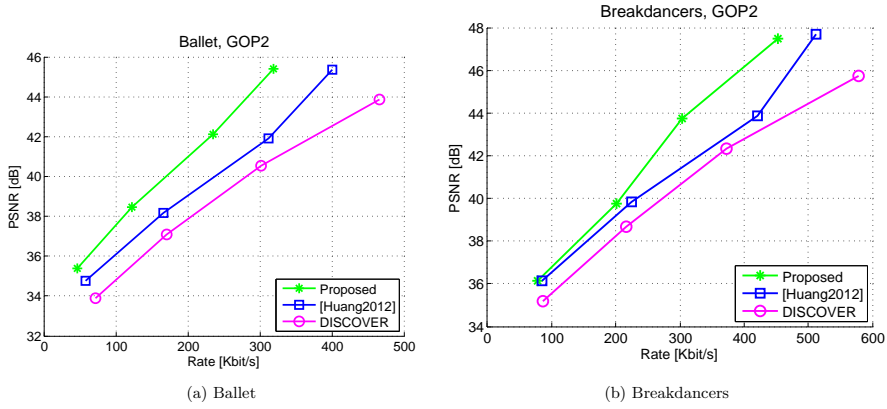 Ballet, GOP2
46
44
42
40
38
36
34
32
PSNR [dB]
0 100 200 300 400 500
Rate [Kbit/s]
Proposed
[Huang2012]
DISCOVER
(a) Ballet
Breakdancers, GOP2
48
46
44
42
40
38
36
34
PSNR [dB]
0 100 200 300 400 500 600
Rate [Kbit/s]
Proposed
[Huang2012]
DISCOVER
(b) Breakdancers